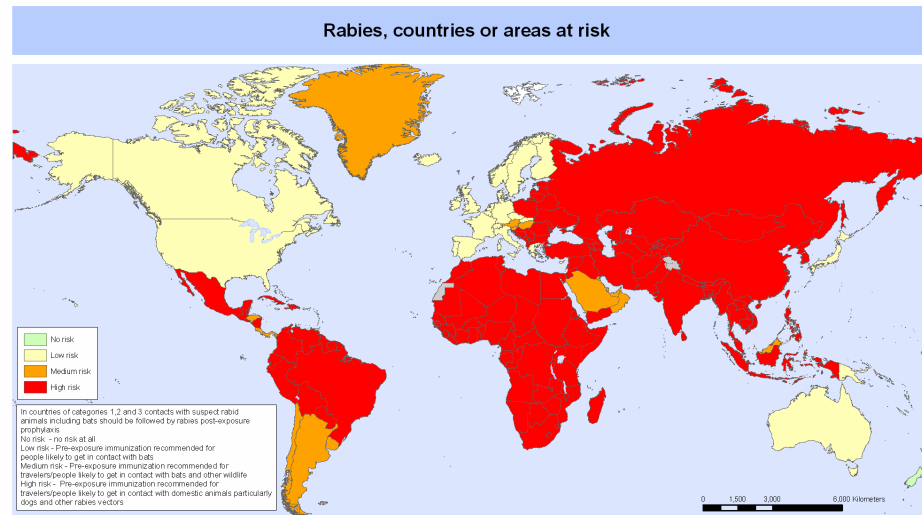 Rabies, countries or areas at risk
No risk
Low risk
Medium risk
High risk
In countries of categories 1,2 and 3 contacts with suspect rabid
animals including bats should be followed by rabies post-exposure
prophylaxis
No risk - no risk at all
Low risk - Pre-exposure immunization recommended for
people likely to get in contact with bats
Medium risk - Pre-exposure immunization recommended for
travelers/people likely to get in contact with bats and other wildlife
High risk - Pre-exposure immunization recommended for
travelers/people likely to get in contact with domestic animals particularly
dogs and other rabies vectors
0 1,500 3,000 6,000 Kilometers